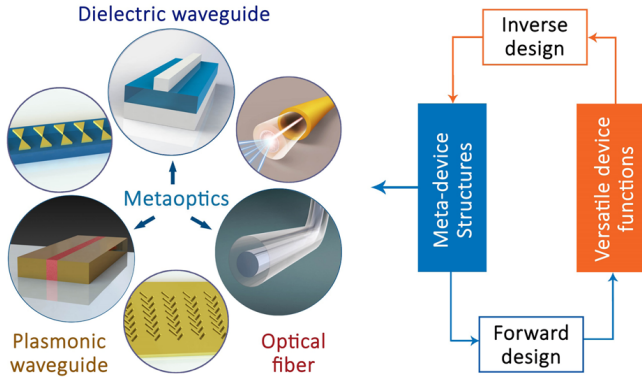 Dielectric waveguide
Metaoptics
Plasmonic
waveguide
Optical
fiber
Inverse
design
Meta-device
Structures
Versatile device
functions
Forward
design